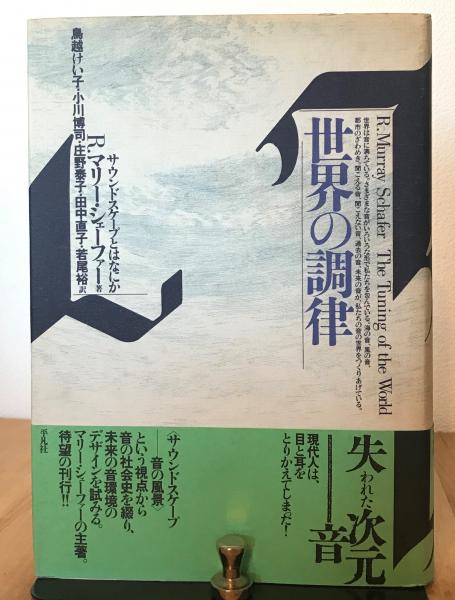 R. Murray Schafer The Tuning of the World
世界は音に満ちている。さまざまな音がいろいろな形で私たちを包んでいる。海の音、風の音、
都市のざわめき。聞こえる音、聞こえない音、過去の音、未来の音が、私たちの音の世界をつくりあげている。
世界の調律
サウンドスケープとはなにか
R.マリー・シェーファー著
鳥越けい子・小川博司・庄野泰子・田中直子・若尾裕訳
失われた次元
音
現代人は、
目と耳を
とりかえてしまった!
〈サウンドスケープ
―音の風景〉
という視点から
音の社会史を綴り、
未来の音環境の
デザインを試みる。
マリー・シェーファーの主著。
待望の刊行!!
平凡社